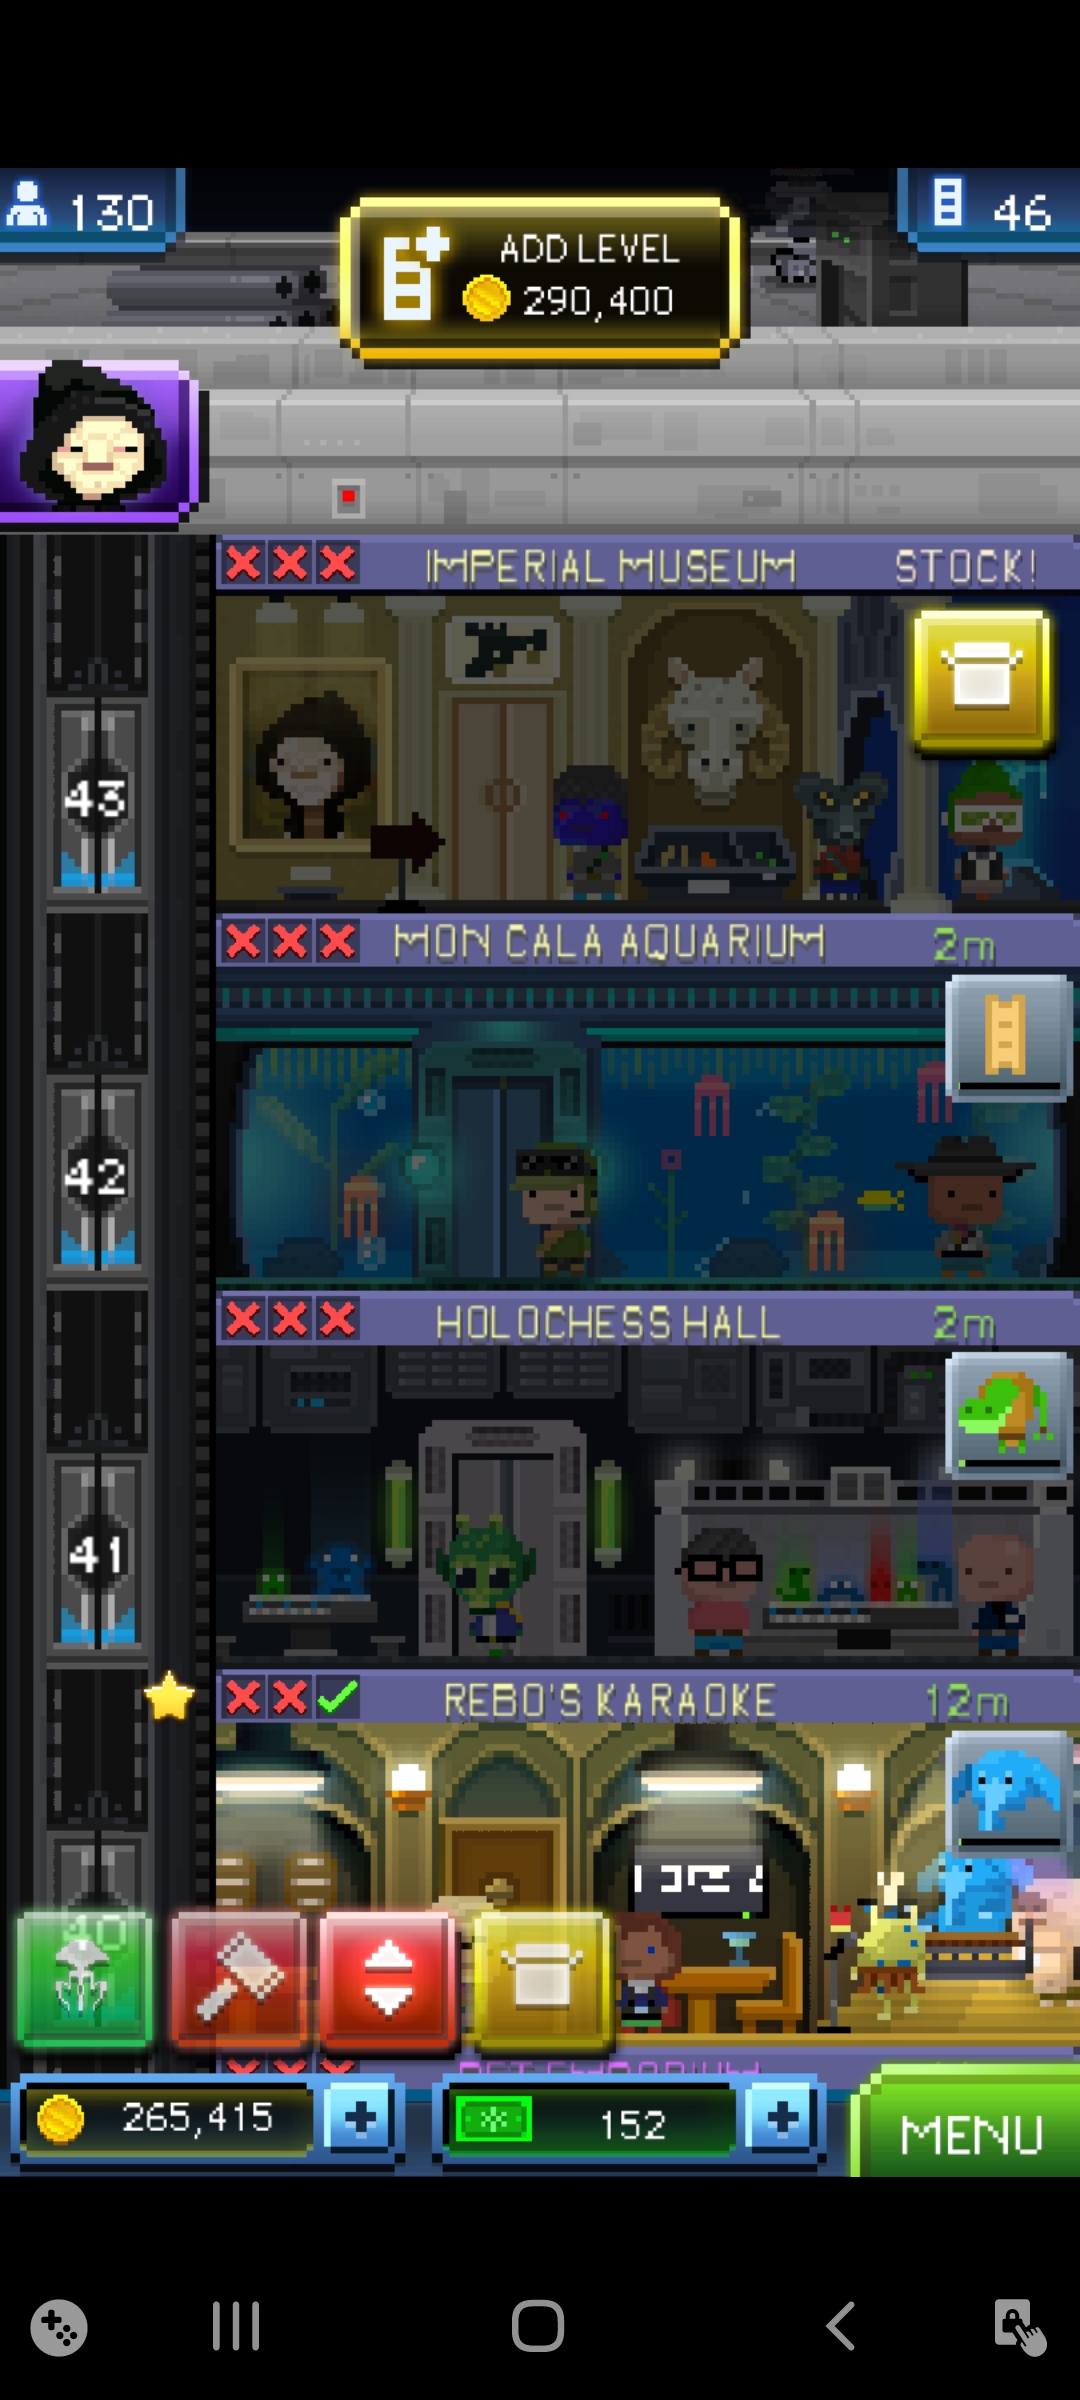 130
46
ADD LEVEL
290,400
IMPERIAL MUSEUM STOCK!
43
MON CALA AQUARIUM 2m
42
HOLOCHESS HALL 2m
41
REBO'S KARAOKE 12m
40
265,415
152
MENU